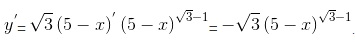 y' = √3 (5 − x)' (5 − x)^{√3−1} = −√3 (5 − x)^{√3−1}.